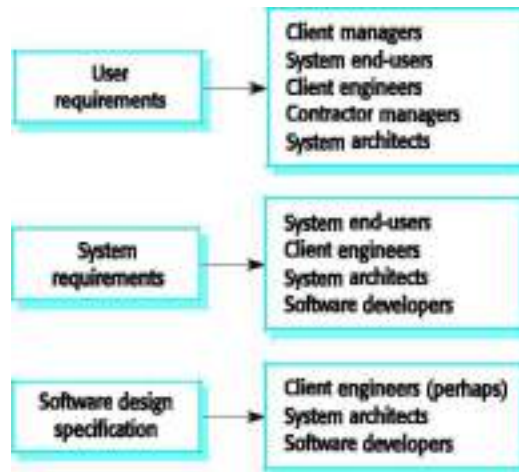 User
requirements
Client managers
System end-users
Client engineers
Contractor managers
System architects
System
requirements
System end-users
Client engineers
System architects
Software developers
Software design
specification
Client engineers (perhaps)
System architects
Software developers